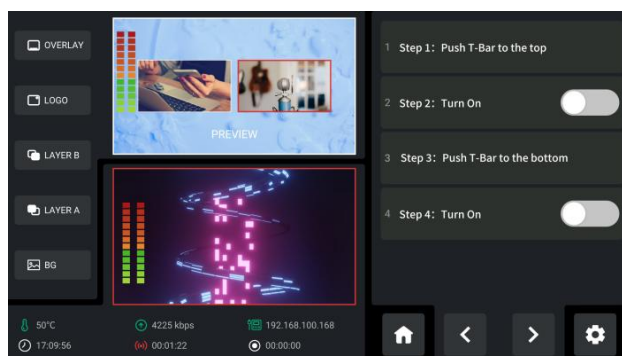 OVERLAY
LOGO
LAYER B
LAYER A
BG
PREVIEW
1 Step 1: Push T-Bar to the top
2 Step 2: Turn On
3 Step 3: Push T-Bar to the bottom
4 Step 4: Turn On
50°C
4225 kbps
192.168.100.168
17:09:56
00:01:22
00:00:00